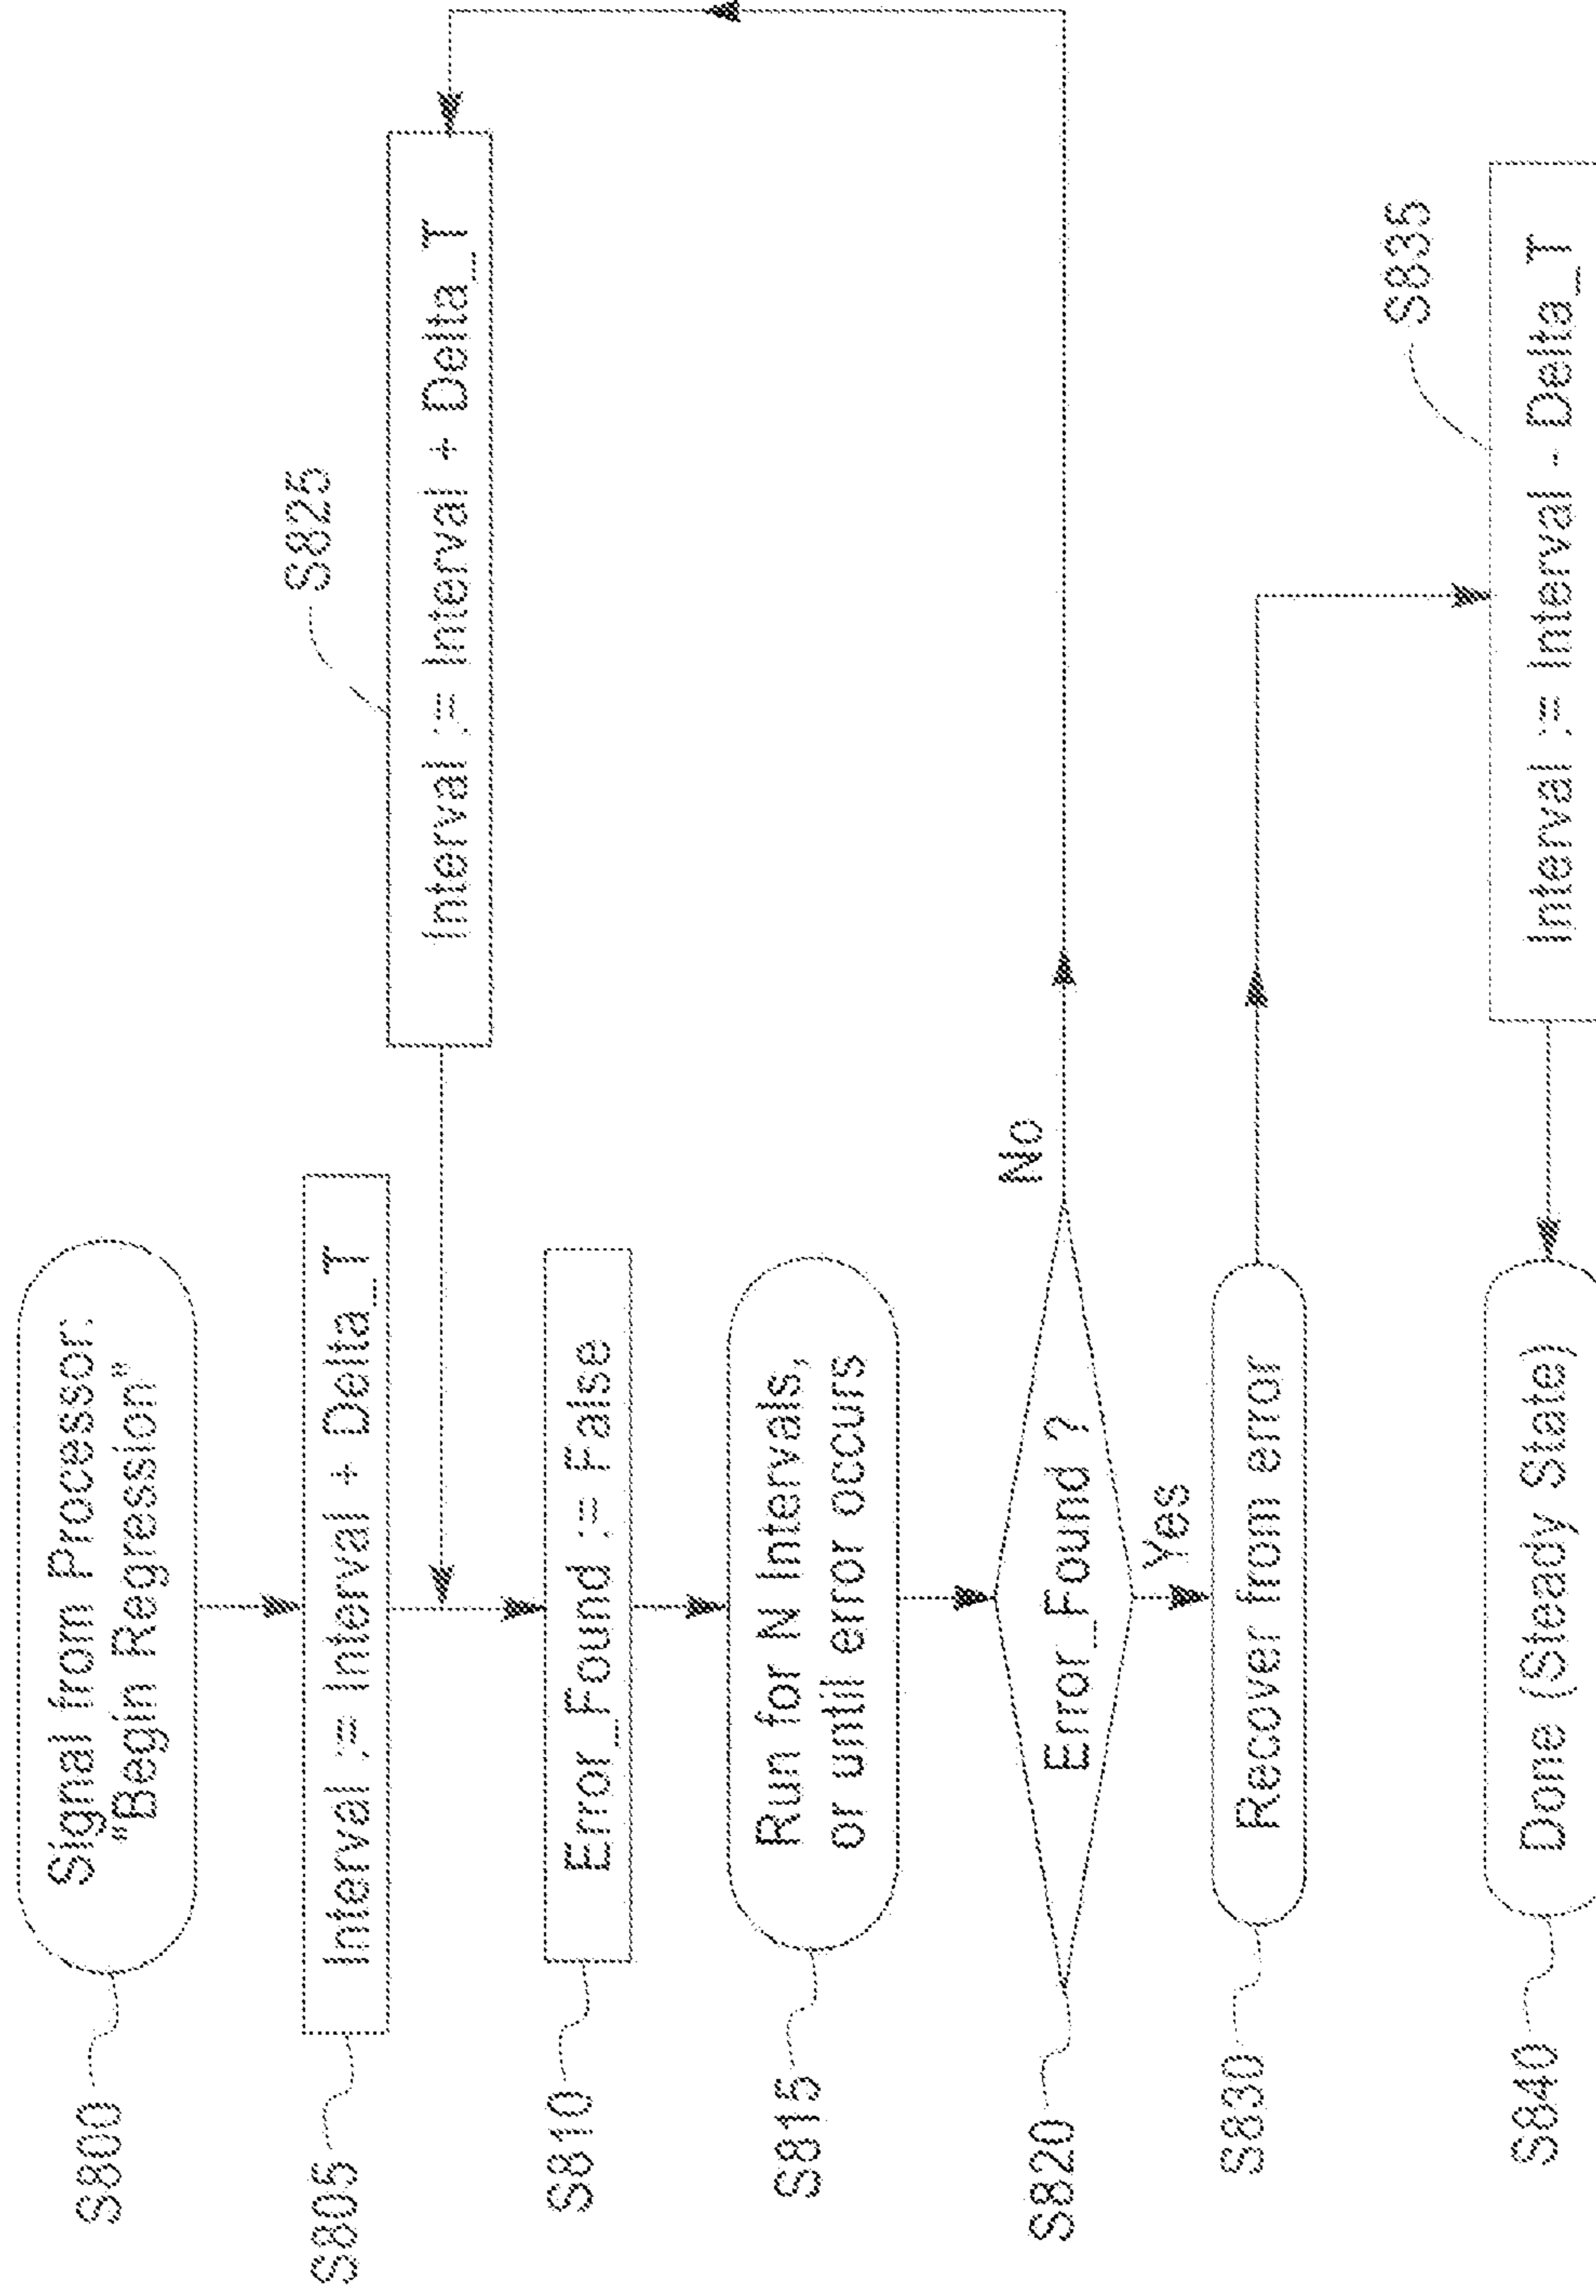 S800
Signal from Processor:
"Begin Regression"
S805
Interval := Interval + Delta_T
S825
Interval := Interval + Delta_T
S810
Error_Found := False
S815
Run for N Intervals,
or until error occurs
S820
Error_Found ?
No
Yes
S830
Recover from error
S835
Interval := Interval - Delta_T
S840
Done (Steady State)